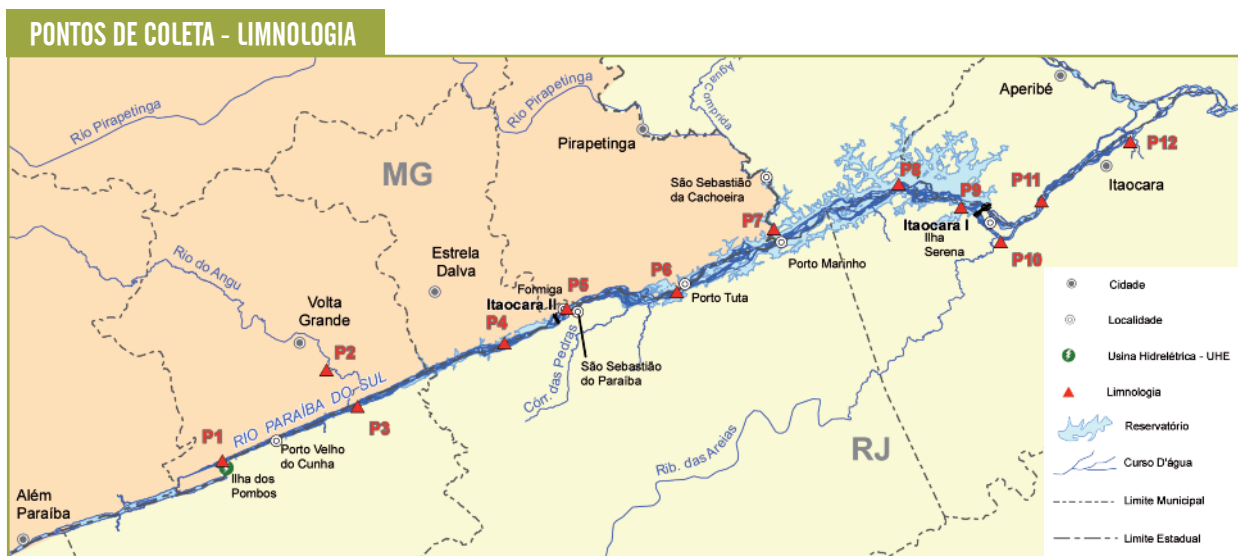 PONTOS DE COLETA - LIMNOLOGIA
Rio Pirapetinga
Rio Pirapetinga
Água Comprida
Aperibé
Pirapetinga
MG
P12
Itaocara
São Sebastião
da Cachoeira
P8
P11
P9
P7
Itaocara I
Ilha
Serena
P10
Porto Marinho
Rio do Angu
Estrela
Dalva
Volta
Grande
Formiga
Itaocara II
P5
P6
Porto Tuta
P4
P2
Córr. das Pedras
São Sebastião
do Paraíba
RIO PARAÍBA DO SUL
P3
P1
Porto Velho
do Cunha
Ilha dos
Pombos
Além
Paraíba
Rib. das Areias
RJ
Cidade
Localidade
Usina Hidrelétrica - UHE
Limnologia
Reservatório
Curso D'água
Limite Municipal
Limite Estadual